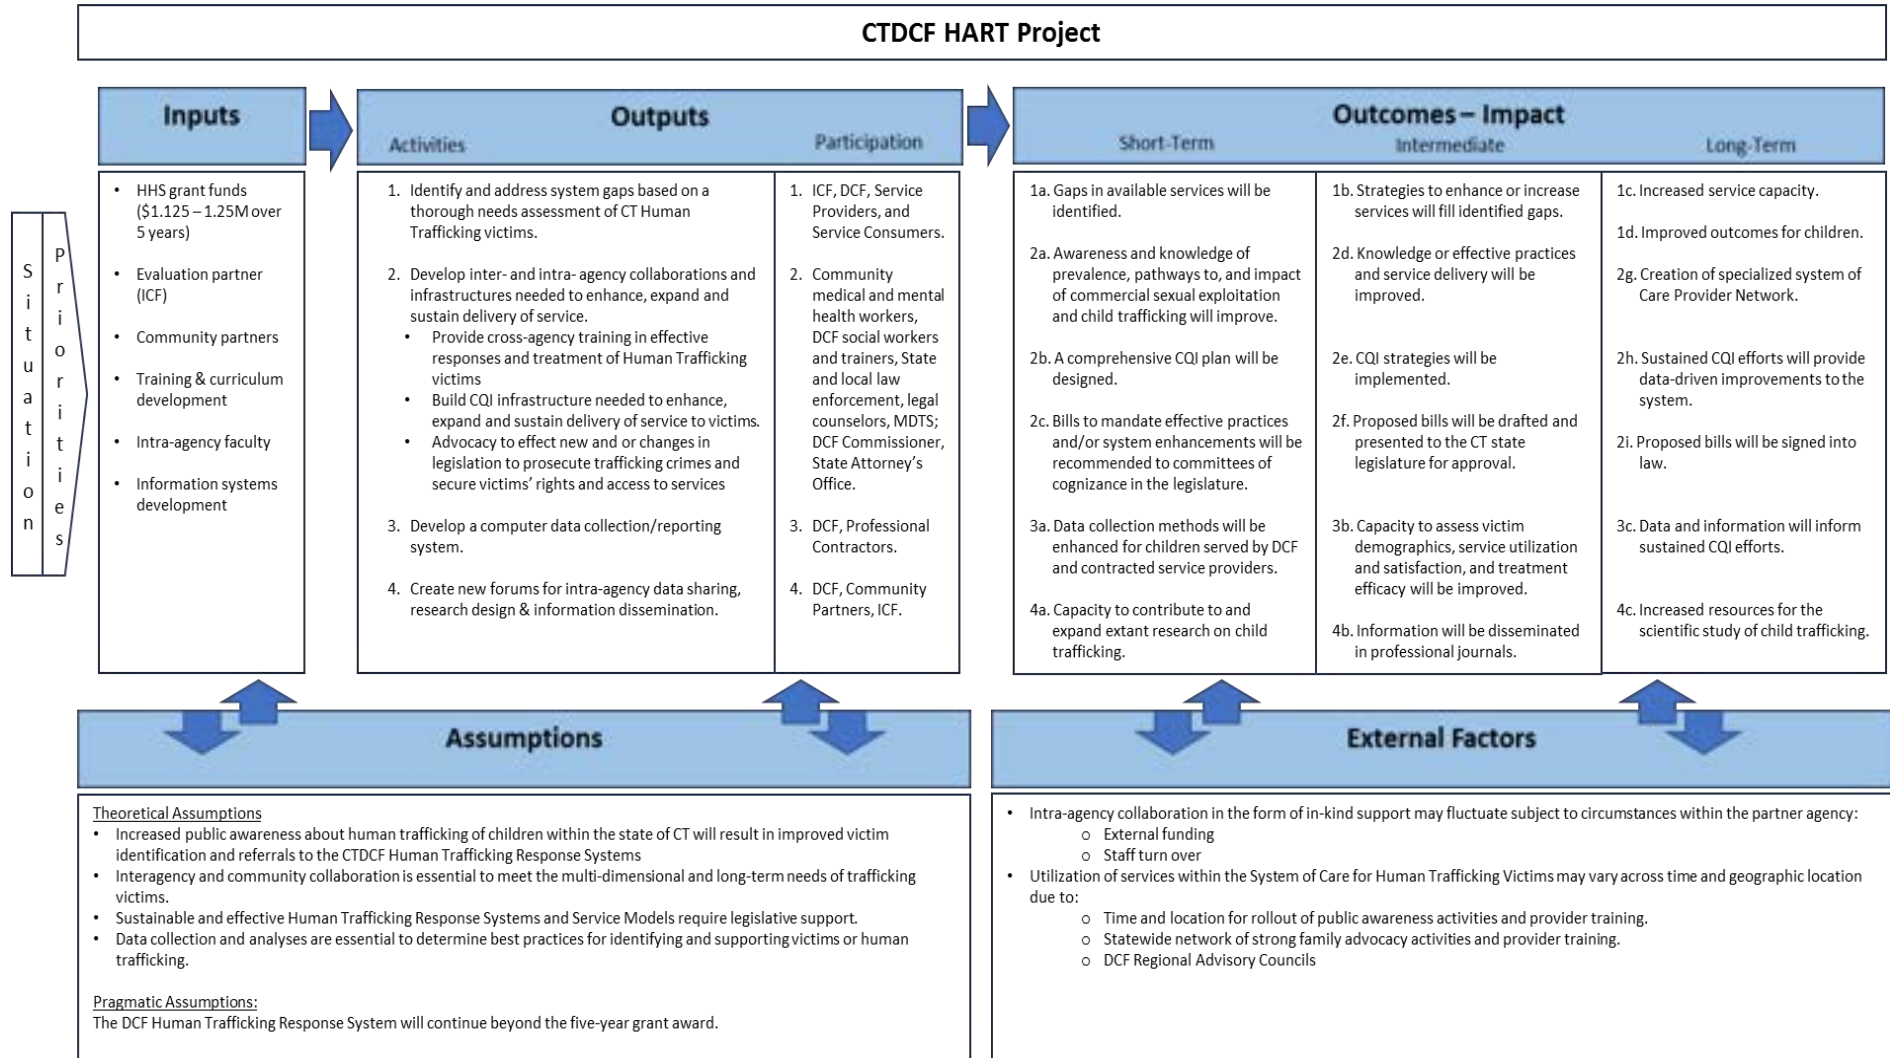 CTDCF HART Project
Situation
Priorities
Inputs
Outputs
Activities
Participation
Outcomes – Impact
Short-Term
Intermediate
Long-Term
• HHS grant funds
($1.125 – 1.25M over
5 years)
• Evaluation partner
(ICF)
• Community partners
• Training & curriculum
development
• Intra-agency faculty
• Information systems
development
1. Identify and address system gaps based on a
thorough needs assessment of CT Human
Trafficking victims.
2. Develop inter- and intra- agency collaborations and
infrastructures needed to enhance, expand and
sustain delivery of service.
• Provide cross-agency training in effective
responses and treatment of Human Trafficking
victims
• Build CQI infrastructure needed to enhance,
expand and sustain delivery of service to victims.
• Advocacy to effect new and or changes in
legislation to prosecute trafficking crimes and
secure victims’ rights and access to services
3. Develop a computer data collection/reporting
system.
4. Create new forums for intra-agency data sharing,
research design & information dissemination.
1. ICF, DCF, Service
Providers, and
Service Consumers.
2. Community
medical and mental
health workers,
DCF social workers
and trainers, State
and local law
enforcement, legal
counselors, MDTS;
DCF Commissioner,
State Attorney’s
Office.
3. DCF, Professional
Contractors.
4. DCF, Community
Partners, ICF.
1a. Gaps in available services will be
identified.
2a. Awareness and knowledge of
prevalence, pathways to, and impact
of commercial sexual exploitation
and child trafficking will improve.
2b. A comprehensive CQI plan will be
designed.
2c. Bills to mandate effective practices
and/or system enhancements will be
recommended to committees of
cognizance in the legislature.
3a. Data collection methods will be
enhanced for children served by DCF
and contracted service providers.
4a. Capacity to contribute to and
expand extant research on child
trafficking.
1b. Strategies to enhance or increase
services will fill identified gaps.
2d. Knowledge or effective practices
and service delivery will be
improved.
2e. CQI strategies will be
implemented.
2f. Proposed bills will be drafted and
presented to the CT state
legislature for approval.
3b. Capacity to assess victim
demographics, service utilization
and satisfaction, and treatment
efficacy will be improved.
4b. Information will be disseminated
in professional journals.
1c. Increased service capacity.
1d. Improved outcomes for children.
2g. Creation of specialized system of
Care Provider Network.
2h. Sustained CQI efforts will provide
data-driven improvements to the
system.
2i. Proposed bills will be signed into
law.
3c. Data and information will inform
sustained CQI efforts.
4c. Increased resources for the
scientific study of child trafficking.
Assumptions
Theoretical Assumptions
• Increased public awareness about human trafficking of children within the state of CT will result in improved victim
identification and referrals to the CTDCF Human Trafficking Response Systems
• Interagency and community collaboration is essential to meet the multi-dimensional and long-term needs of trafficking
victims.
• Sustainable and effective Human Trafficking Response Systems and Service Models require legislative support.
• Data collection and analyses are essential to determine best practices for identifying and supporting victims or human
trafficking.
Pragmatic Assumptions:
The DCF Human Trafficking Response System will continue beyond the five-year grant award.
External Factors
• Intra-agency collaboration in the form of in-kind support may fluctuate subject to circumstances within the partner agency:
o External funding
o Staff turn over
• Utilization of services within the System of Care for Human Trafficking Victims may vary across time and geographic location
due to:
o Time and location for rollout of public awareness activities and provider training.
o Statewide network of strong family advocacy activities and provider training.
o DCF Regional Advisory Councils